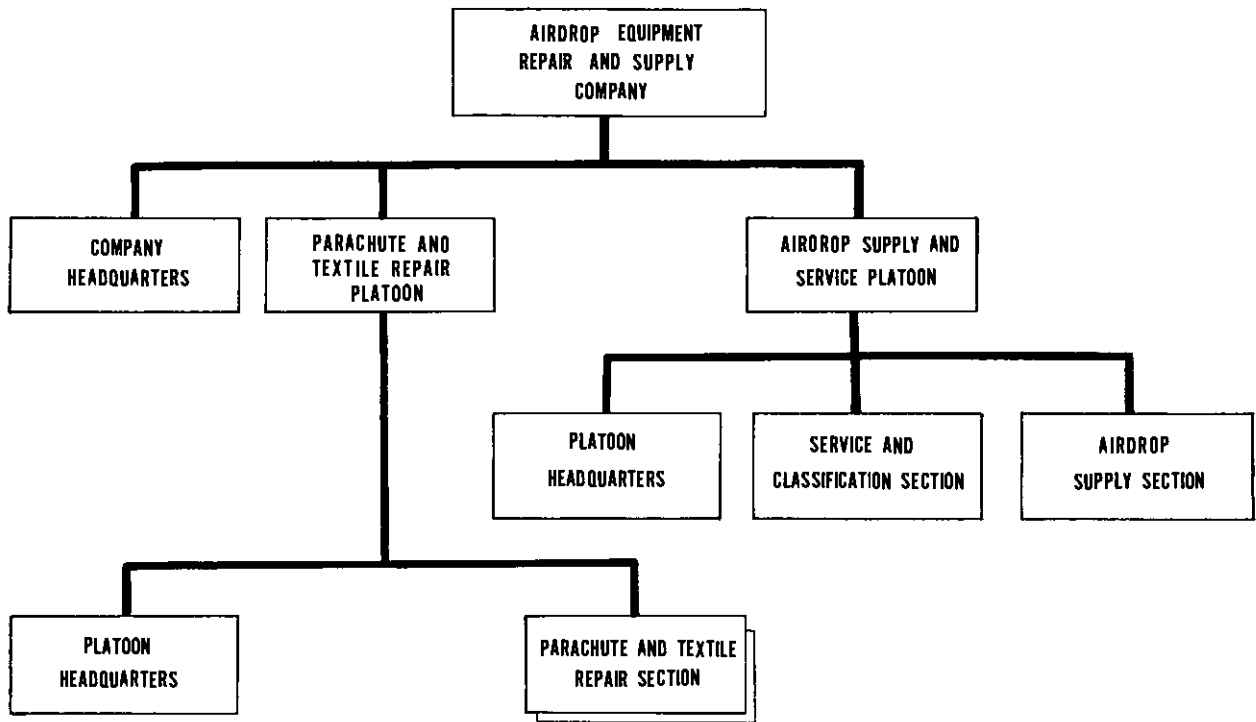 AIRDROP EQUIPMENT
REPAIR AND SUPPLY
COMPANY
COMPANY
HEADQUARTERS
PARACHUTE AND
TEXTILE REPAIR
PLATOON
AIRDROP SUPPLY AND
SERVICE PLATOON
PLATOON
HEADQUARTERS
SERVICE AND
CLASSIFICATION SECTION
AIRDROP
SUPPLY SECTION
PLATOON
HEADQUARTERS
PARACHUTE AND TEXTILE
REPAIR SECTION